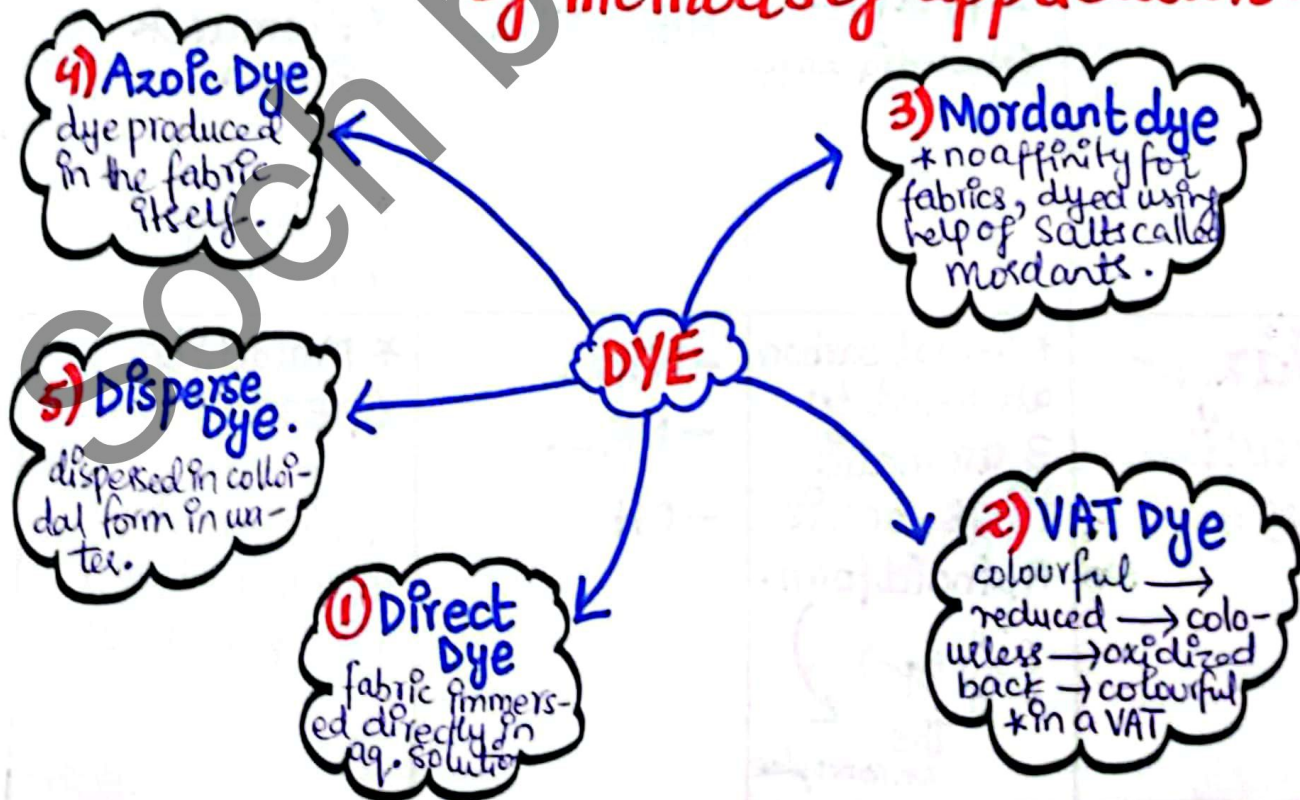 methods of application
4) Azoic Dye
dye produced
in the fabric
itself.
3) Mordant dye
* no affinity for
fabrics, dyed using
help of salts called
mordants.
DYE
5) Disperse
Dye.
dispersed in colloi-
dal form in wa-
ter.
2) VAT Dye
colourful →
reduced → colo-
urless → oxidized
back → colourful
* in a VAT
1) Direct
Dye
fabric immers-
ed directly in
aq. solutio
Soch b